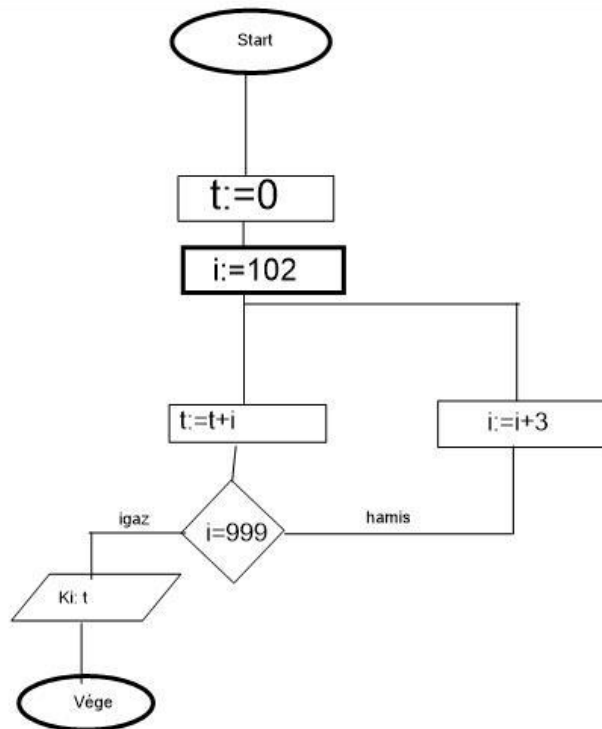 Start
t:=0
i:=102
t:=t+i
i:=i+3
igaz
i=999
hamis
Ki: t
Vége